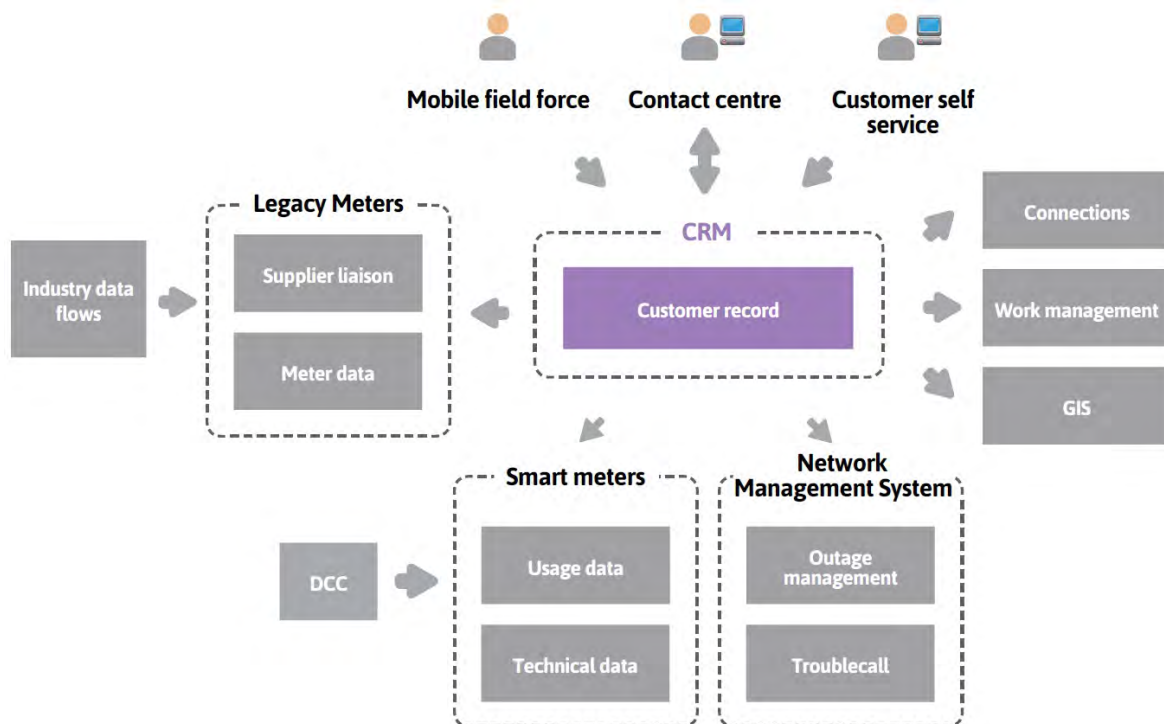 Mobile field force
Contact centre
Customer self
service
Legacy Meters
CRM
Connections
Industry data
flows
Supplier liaison
Customer record
Work management
Meter data
GIS
Smart meters
Network
Management System
DCC
Usage data
Outage
management
Technical data
Troublecall